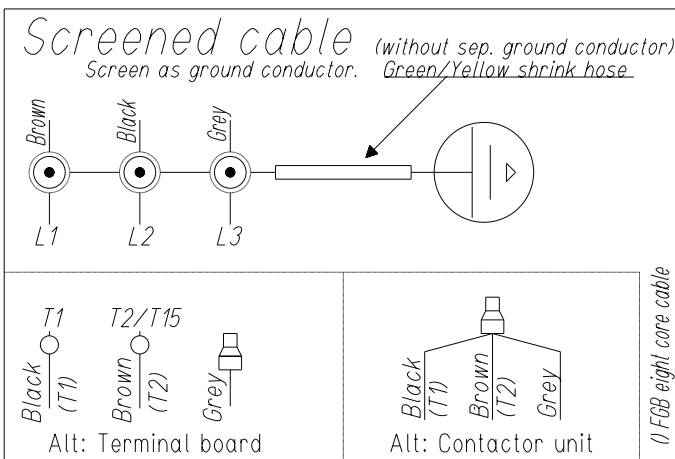 Screened cable (without sep. ground conductor)
Screen as ground conductor. Green/Yellow shrink hose
Brown Black Grey
L1 L2 L3
T1 T2/T15
Black (T1) Brown (T2) Grey
Alt: Terminal board
Black (T1) Brown (T2) Grey
Alt: Contactor unit
() FGB eight core cable